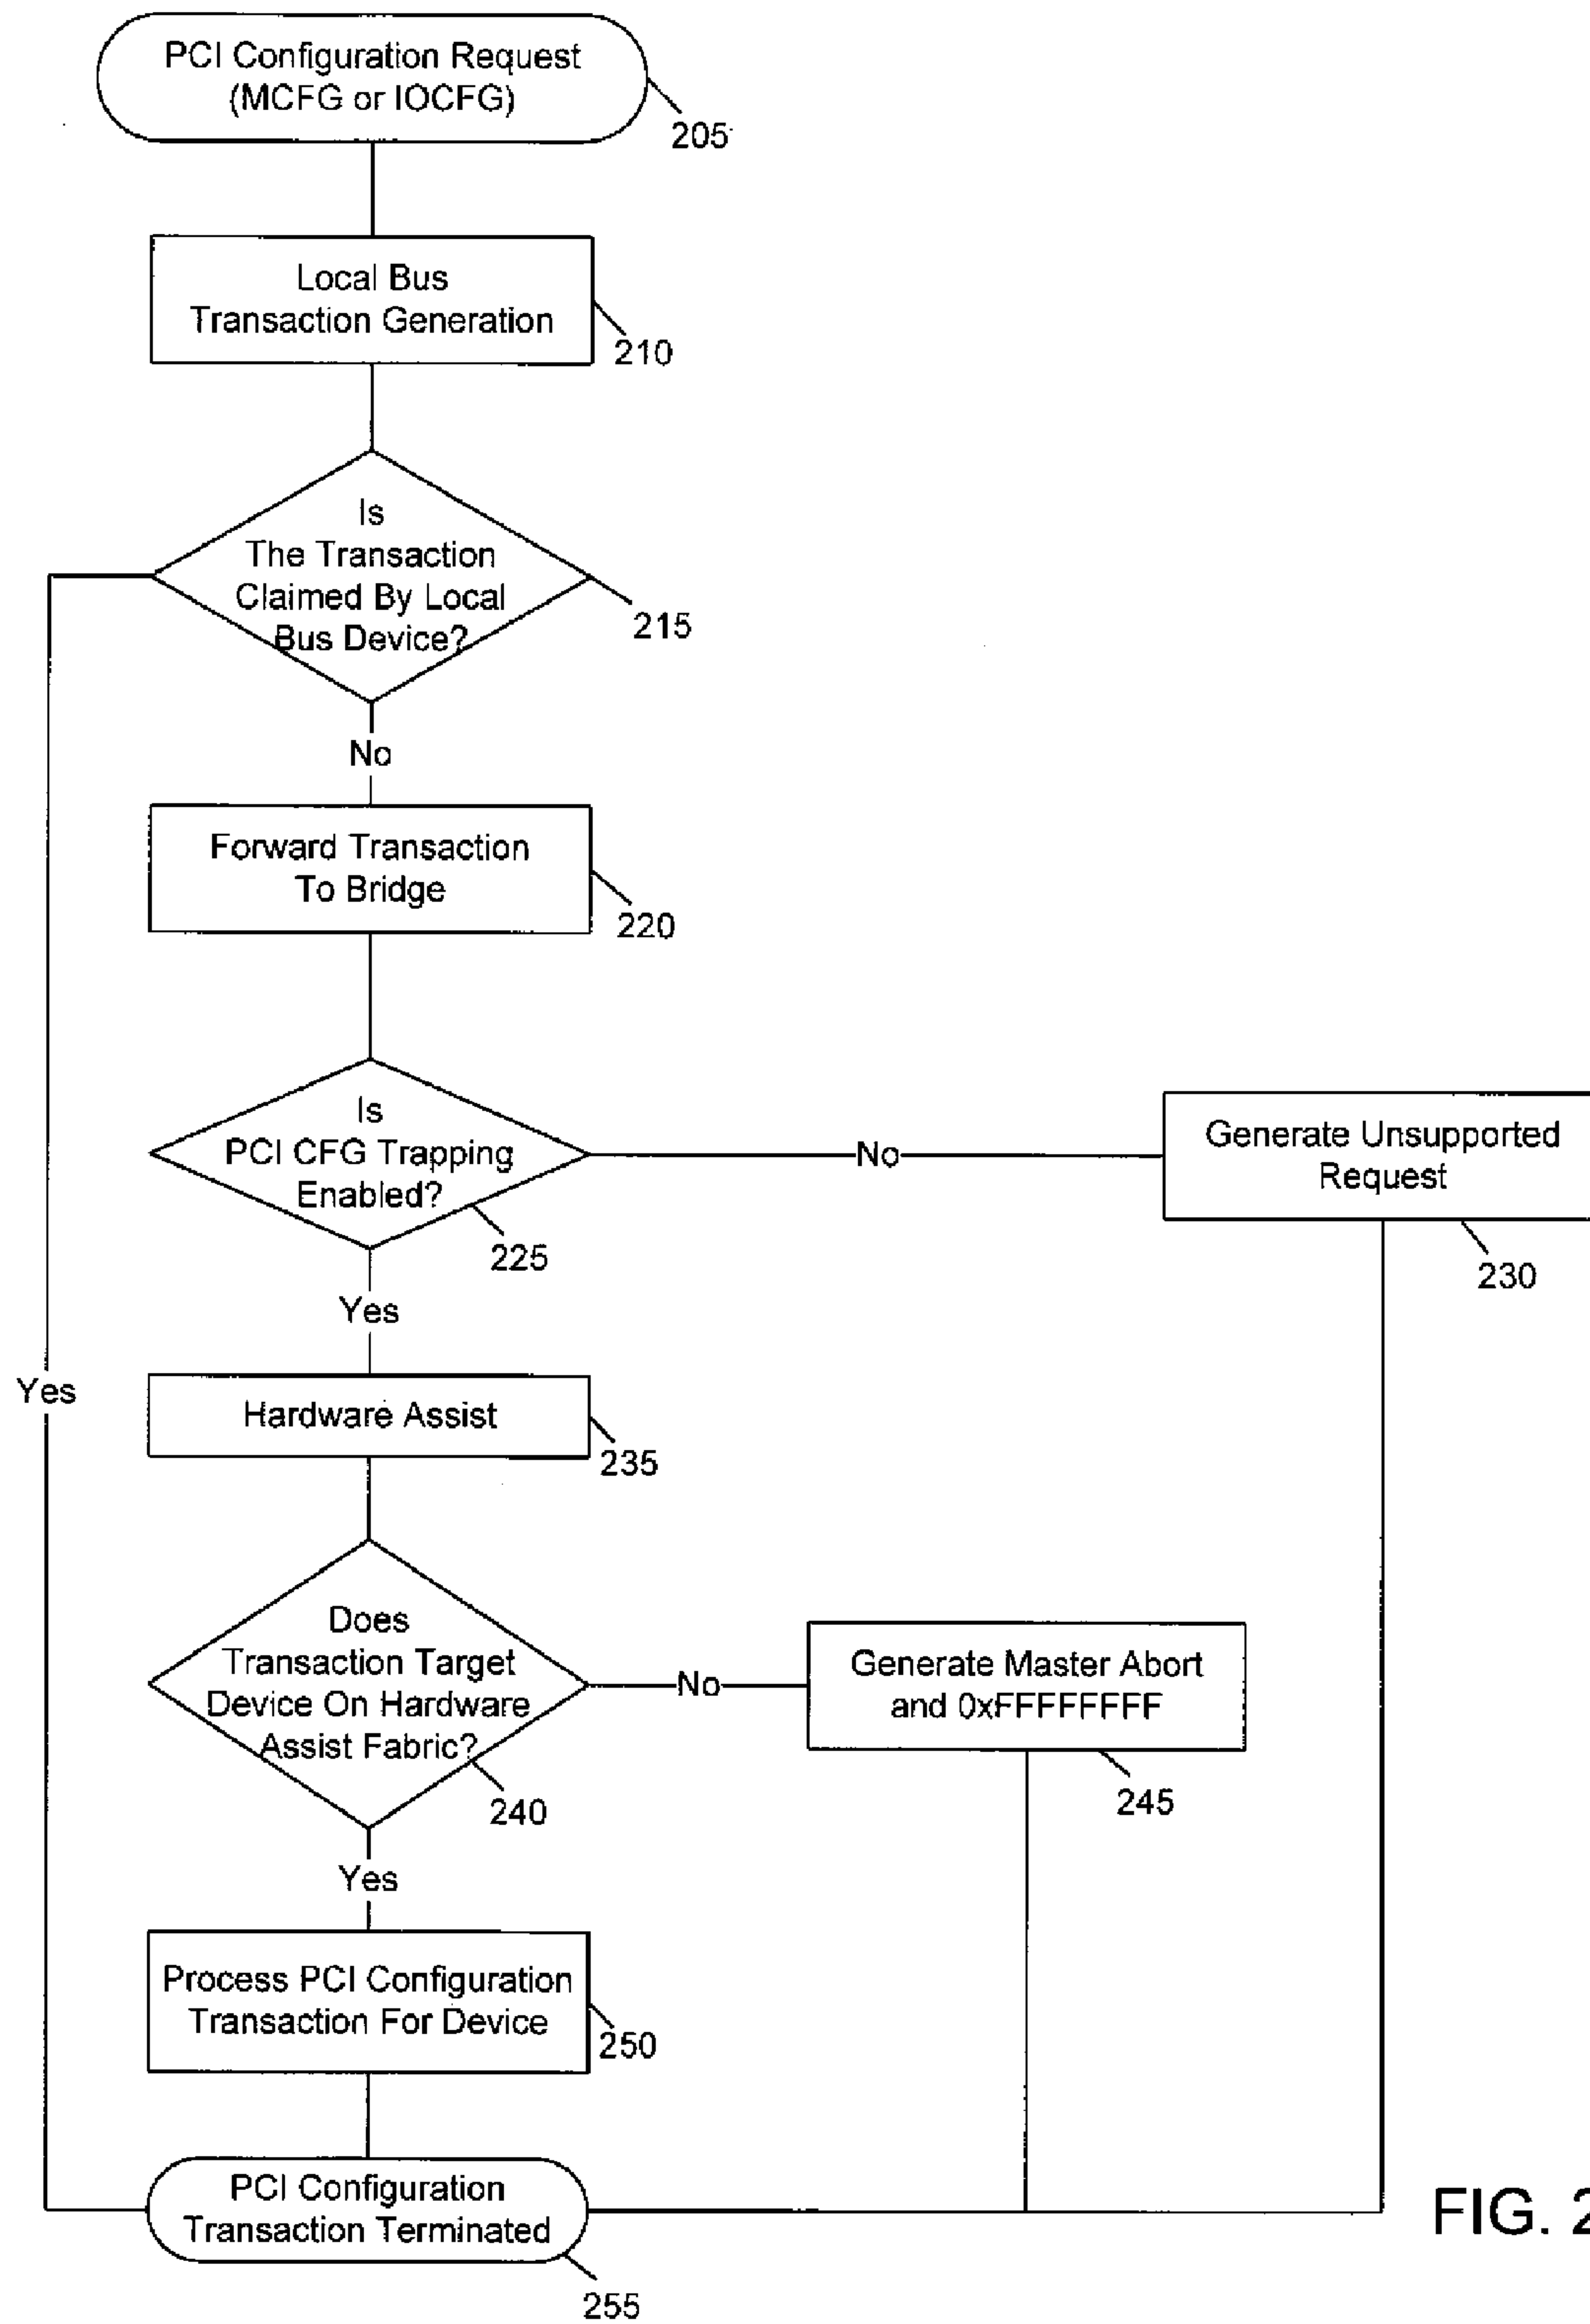 PCI Configuration Request
(MCFG or IOCFG)
205
Local Bus
Transaction Generation
210
Is
The Transaction
Claimed By Local
Bus Device?
215
No
Forward Transaction
To Bridge
220
Is
PCI CFG Trapping
Enabled?
225
No
Generate Unsupported
Request
230
Yes
Yes
Hardware Assist
235
Does
Transaction Target
Device On Hardware
Assist Fabric?
240
No
Generate Master Abort
and 0xFFFFFFFF
245
Yes
Process PCI Configuration
Transaction For Device
250
PCI Configuration
Transaction Terminated
255
FIG. 2